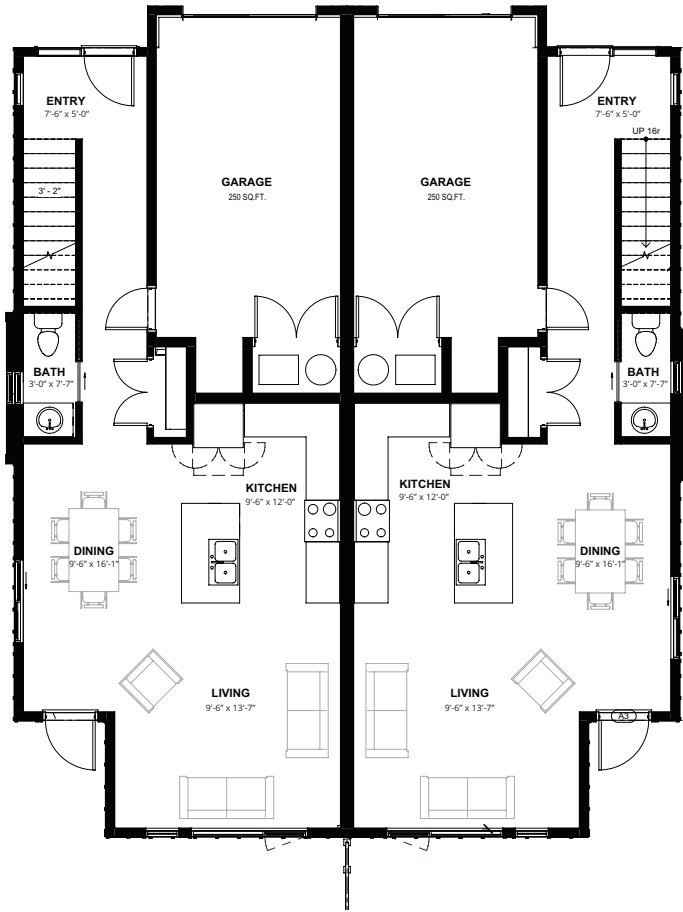 ENTRY
7'-6" x 5'-0"
ENTRY
7'-6" x 5'-0"
UP 16r
GARAGE
250 SQ.FT.
GARAGE
250 SQ.FT.
3' - 2"
BATH
3'-0" x 7'-7"
BATH
3'-0" x 7'-7"
KITCHEN
9'-6" x 12'-0"
KITCHEN
9'-6" x 12'-0"
DINING
9'-6" x 16'-1"
DINING
9'-6" x 16'-1"
LIVING
9'-6" x 13'-7"
LIVING
9'-6" x 13'-7"
A3